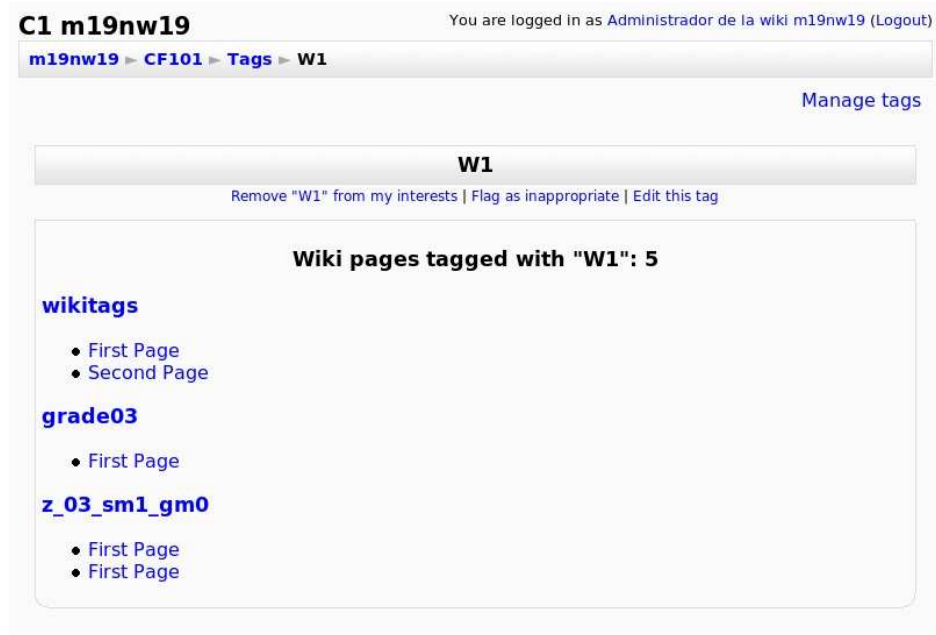 C1 m19nw19
You are logged in as Administrador de la wiki m19nw19 (Logout)
m19nw19 ► CF101 ► Tags ► W1
Manage tags
W1
Remove "W1" from my interests | Flag as inappropriate | Edit this tag
Wiki pages tagged with "W1": 5
wikitags
• First Page
• Second Page
grade03
• First Page
z_03_sm1_gm0
• First Page
• First Page